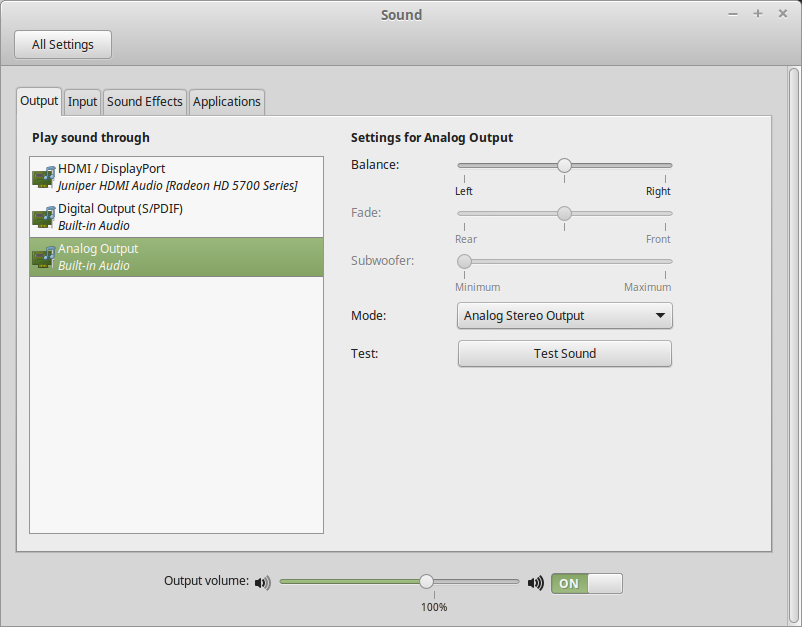 Sound
All Settings
Output Input Sound Effects Applications
Play sound through
HDMI / DisplayPort
Juniper HDMI Audio [Radeon HD 5700 Series]
Digital Output (S/PDIF)
Built-in Audio
Analog Output
Built-in Audio
Settings for Analog Output
Balance:
Left Right
Fade:
Rear Front
Subwoofer:
Minimum Maximum
Mode: Analog Stereo Output
Test: Test Sound
Output volume: ON
100%